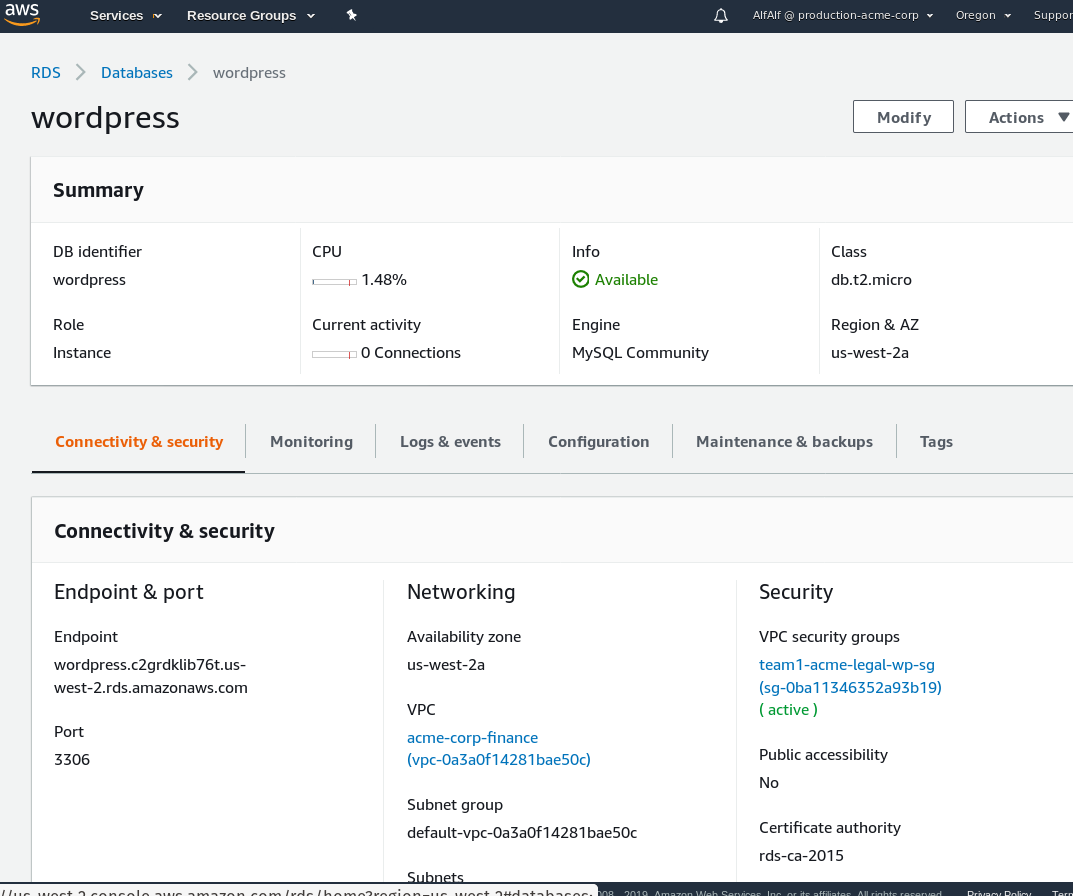 aws Services Resource Groups AlfAlf @ production-acme-corp Oregon
RDS Databases wordpress
wordpress
Modify Actions
Summary
DB identifier CPU Info Class
wordpress 1.48% Available db.t2.micro
Role Current activity Engine Region & AZ
Instance 0 Connections MySQL Community us-west-2a
Connectivity & security Monitoring Logs & events Configuration Maintenance & backups Tags
Connectivity & security
Endpoint & port
Endpoint
wordpress.c2grdklib76t.us-
west-2.rds.amazonaws.com
Port
3306
Networking
Availability zone
us-west-2a
VPC
acme-corp-finance
(vpc-0a3a0f14281bae50c)
Subnet group
default-vpc-0a3a0f14281bae50c
Subnets
Security
VPC security groups
team1-acme-legal-wp-sg
(sg-0ba11346352a93b19)
( active )
Public accessibility
No
Certificate authority
rds-ca-2015
//us-west-2.console.aws.amazon.com/rds/home?region=us-west-2#databases: 2019, Amazon Web Services, Inc. or its affiliates. All rights reserved. Privacy Policy